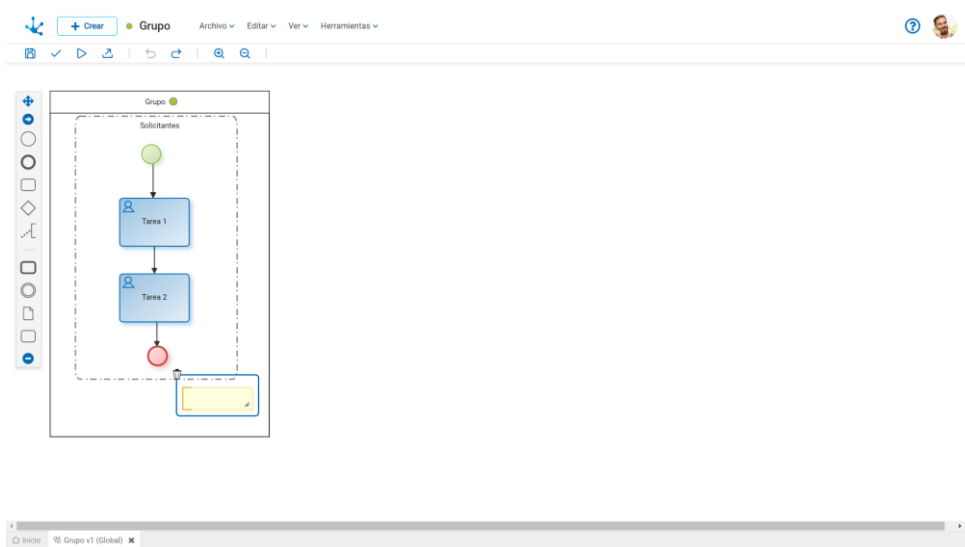 Crear
Grupo
Archivo
Editar
Ver
Herramientas
Grupo
Solicitantes
Tarea 1
Tarea 2
Inicio
Grupo v1 (Global)